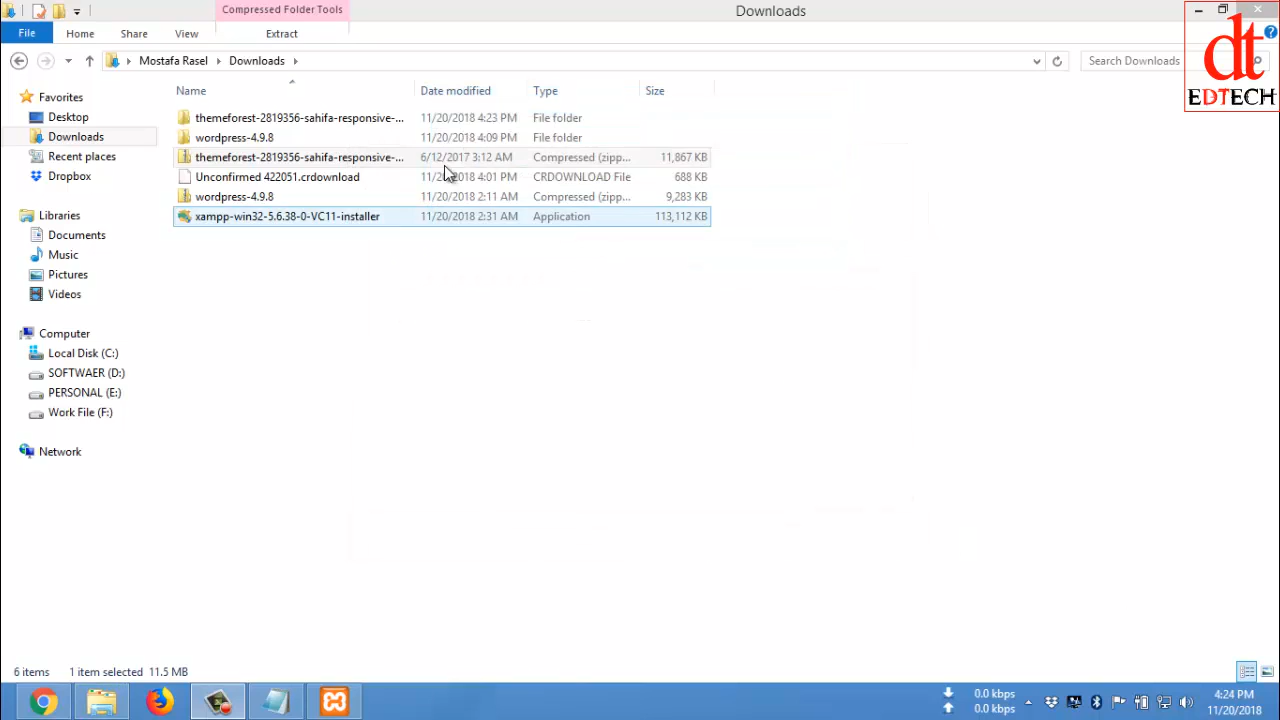 Compressed Folder Tools
Downloads
File Home Share View Extract
Mostafa Rasel Downloads
Search Downloads
dt
EDTECH
Name Date modified Type Size
Favorites
Desktop
Downloads
Recent places
Dropbox
Libraries
Documents
Music
Pictures
Videos
Computer
Local Disk (C:)
SOFTWAER (D:)
PERSONAL (E:)
Work File (F:)
Network
themeforest-2819356-sahifa-responsive-... 11/20/2018 4:23 PM File folder
wordpress-4.9.8 11/20/2018 4:09 PM File folder
themeforest-2819356-sahifa-responsive-... 6/12/2017 3:12 AM Compressed (zipp... 11,867 KB
Unconfirmed 422051.crdownload 11/20/2018 4:01 PM CRDOWNLOAD File 688 KB
wordpress-4.9.8 11/20/2018 2:11 AM Compressed (zipp... 9,283 KB
xampp-win32-5.6.38-0-VC11-installer 11/20/2018 2:31 AM Application 113,112 KB
6 items 1 item selected 11.5 MB
0.0 kbps
0.0 kbps
4:24 PM
11/20/2018